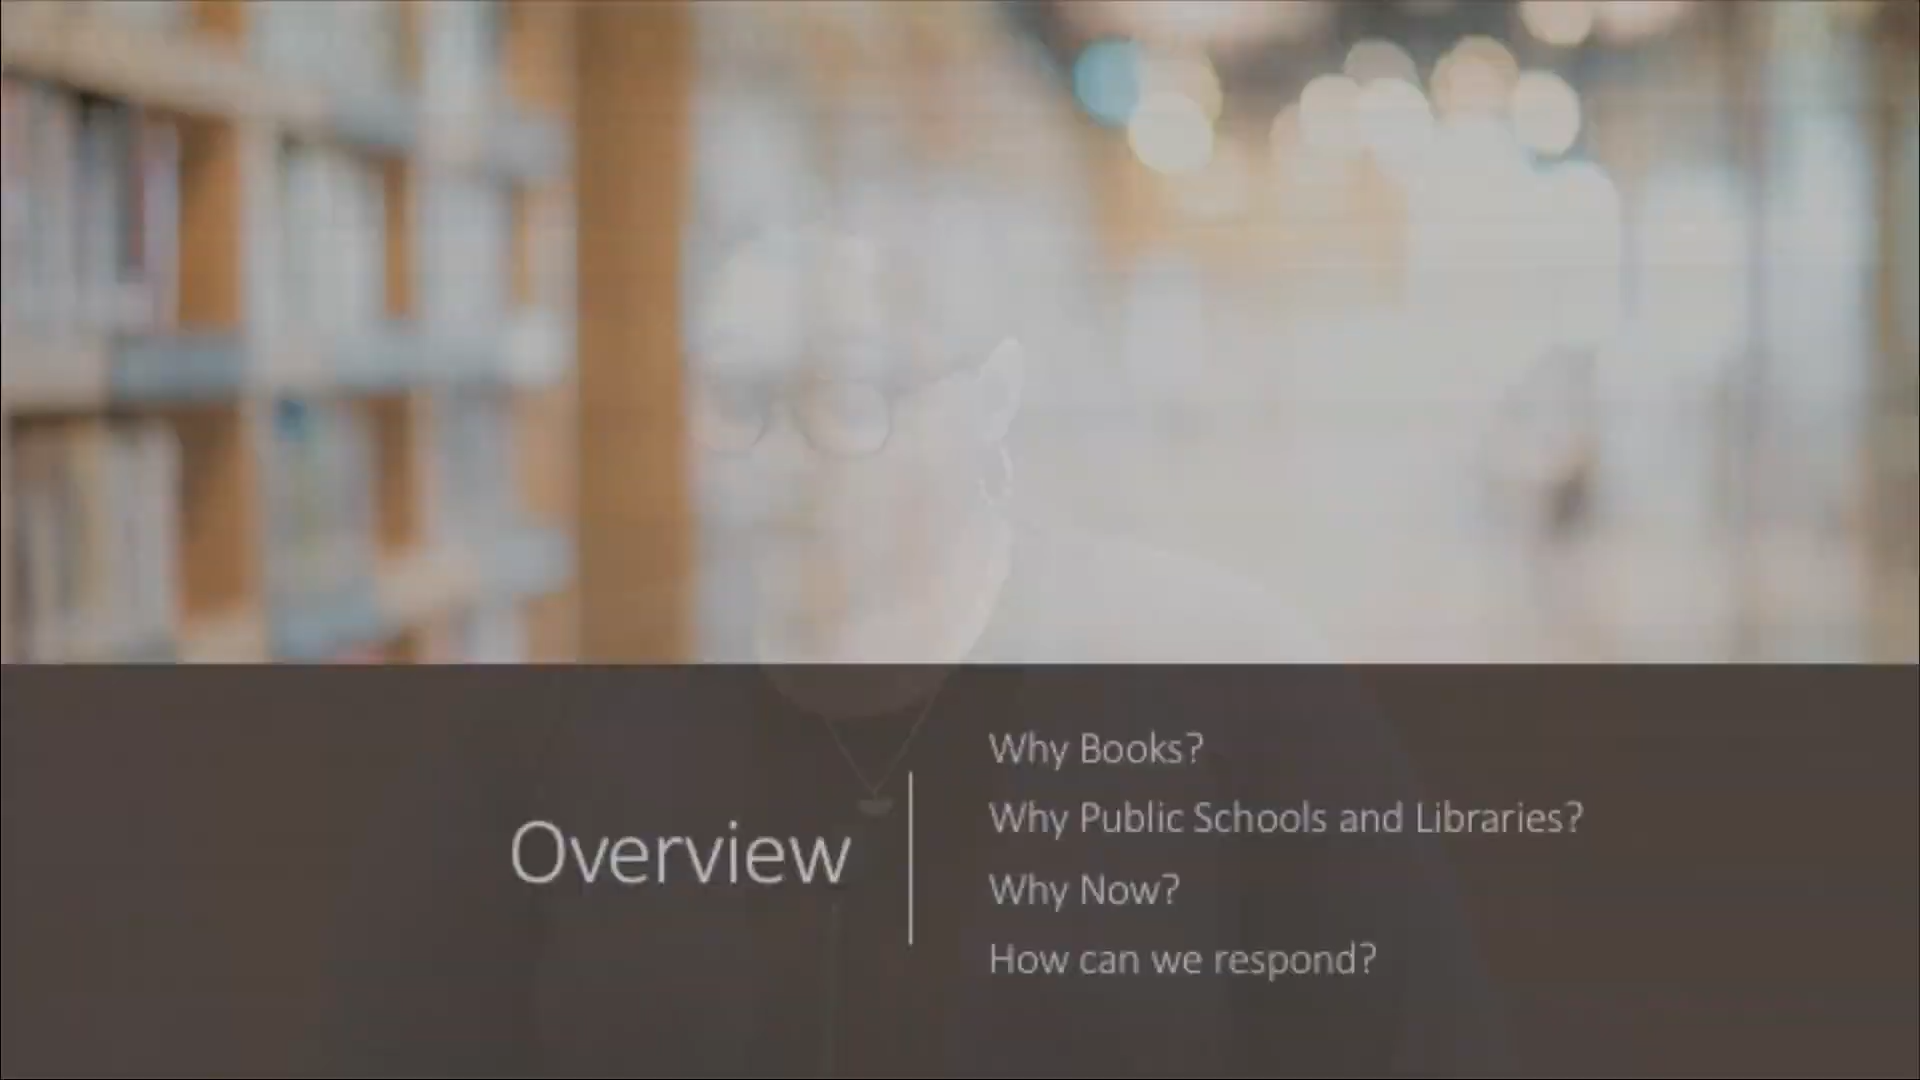 Overview
Why Books?
Why Public Schools and Libraries?
Why Now?
How can we respond?